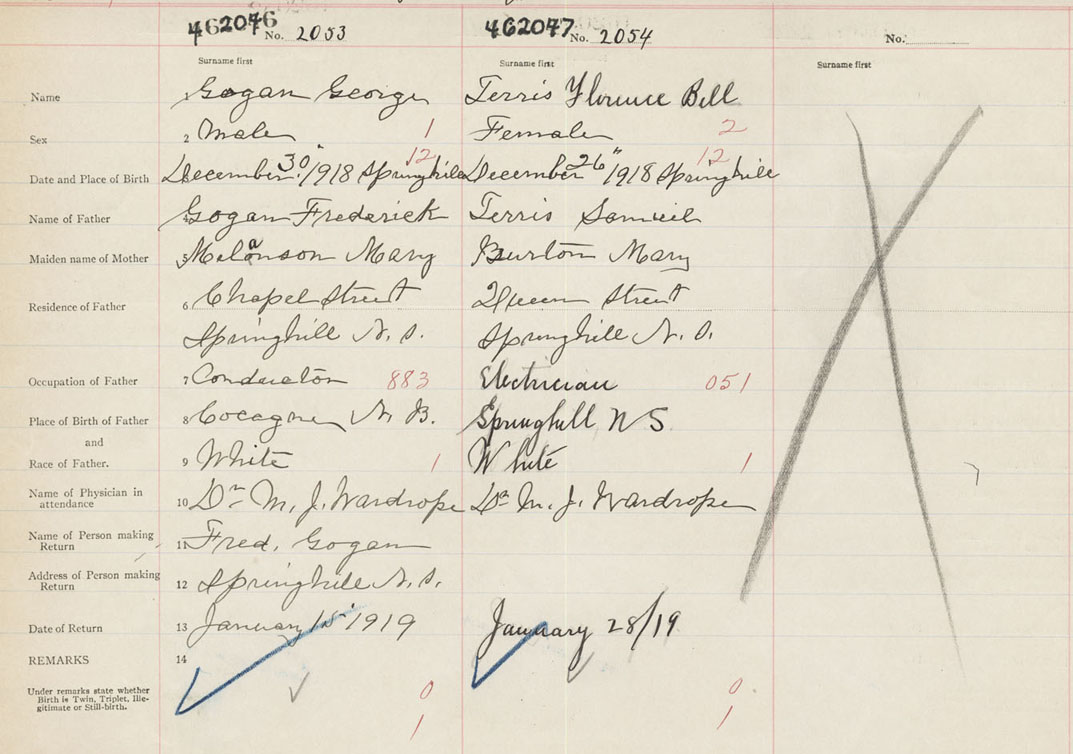 462046 No. 2053 462047 No. 2054 No.
Surname first Surname first Surname first
Name 1 Gogan George Terris Florence Bell
Sex 2 Male 1 Female 2
12 12
Date and Place of Birth December 30" 1918 Springhill December 26" 1918 Springhill
Name of Father 4 Gogan Frederick Terris Samuel
Maiden name of Mother 5 Melanson Mary Burton Mary
Residence of Father 6 Chapel Street Queen Street
Springhill N.S. Springhill N.S.
Occupation of Father 7 Conductor 883 Electrician 051
Place of Birth of Father 8 Cocagne N.B. Springhill N S
and
Race of Father. 9 White 1 White 1
Name of Physician in attendance 10 Dr M. J. Wardrope Dr M. J. Wardrope
Name of Person making Return 11 Fred. Gogan
Address of Person making Return 12 Springhill N.S.
Date of Return 13 January 1919 January 28/19
REMARKS 14
Under remarks state whether
Birth is Twin, Triplet, Ille-
gitimate or Still-birth.
0 0
1 1